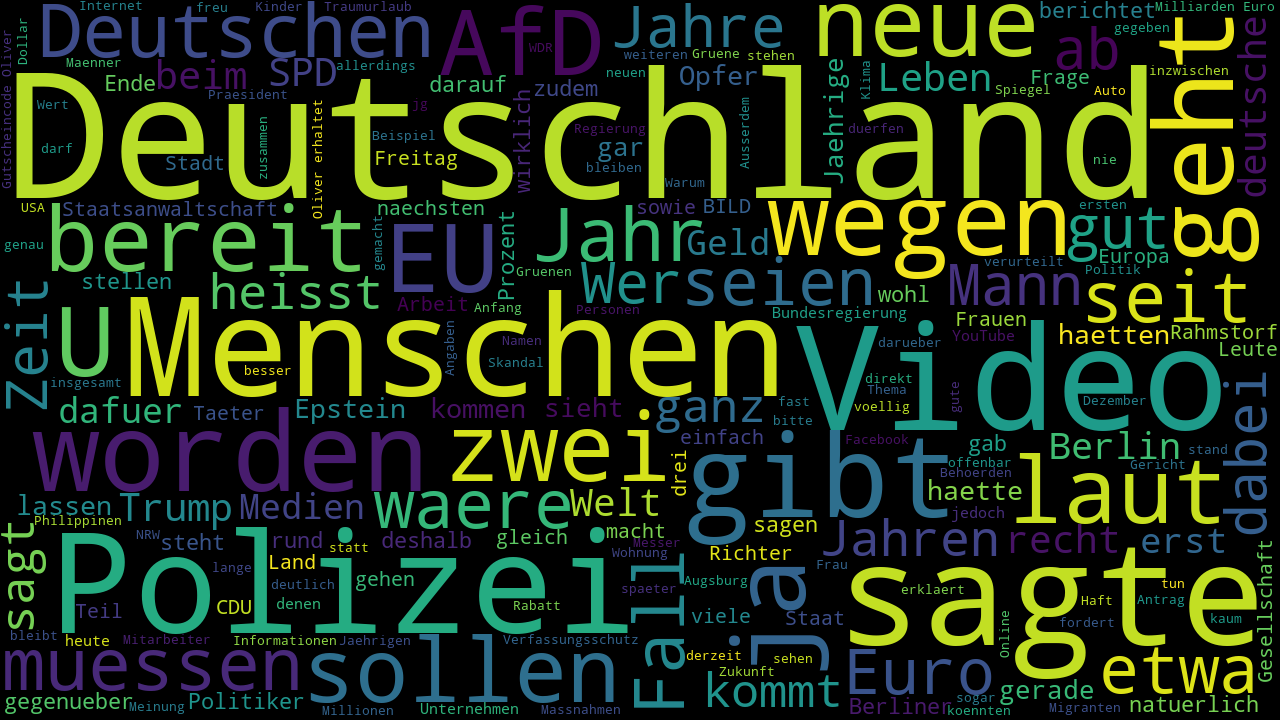 Internet
freu
Kinder
Traumurlaub
Deutschen
AfD
WDR
Jahre
neue
berichtet
Milliarden Euro
gegeben
ab
geht
deutsche
Dollar
Gutscheincode Oliver
Maenner
Ende
beim
SPD
allerdings
darauf
zudem
weiteren
Gruene
stehen
neuen
Opfer
Jaehrige
Klima
Leben
Frage
Spiegel
Auto
inzwischen
Deutschland
Wert
darf
Praesident
Stadt
zusammen
Oliver erhaltet
jg
Beispiel
Freitag
wirklich
Regierung
gar
bleiben
Warum
Ausserdem
duerfen
nie
USA
Staatsanwaltschaft
naechsten
sowie
BILD
ersten
genau
bereit
gemacht
EU
Prozent
Jahr
Geld
wegen
gut
verurteilt
Europa
Politik
Zeit
stellen
heisst
Arbeit
Anfang
Gruenen
Wer
seien
Personen
wohl
Mann
seit
Bundesregierung
Frauen
haetten
Rahmstorf
Leute
U
Menschen
besser
Angaben
Namen
Skandal
Video
darueber
YouTube
direkt
Thema
voellig
gute
Dezember
insgesamt
dafuer
Taeter
Epstein
kommen
sieht
ganz
fast
bitte
worden
zwei
drei
einfach
Facebook
gab
offenbar
Behoerden
Berlin
Gericht
stand
dabei
gibt
laut
haette
jedoch
lassen
Trump
Medien
waere
Welt
sagen
Philippinen
sagt
NRW
steht
rund
statt
deshalb
gleich
macht
Messer
Wohnung
Richter
Jahren
recht
erst
Frau
Polizei
lange
Land
deutlich
gehen
denen
CDU
Teil
Rabatt
spaeter
Fall
Augsburg
viele
ja
Staat
sagte
erklaert
Haft
tun
Antrag
fordert
kaum
Online
Gesellschaft
bleibt
heute
Mitarbeiter
Informationen
Jaehrigen
Verfassungsschutz
derzeit
sehen
Zukunft
muessen
sollen
kommt
Euro
etwa
gerade
gegenueber
Meinung
Politiker
Millionen
Unternehmen
Massnahmen
Berliner
sogar
koennten
Migranten
natuerlich